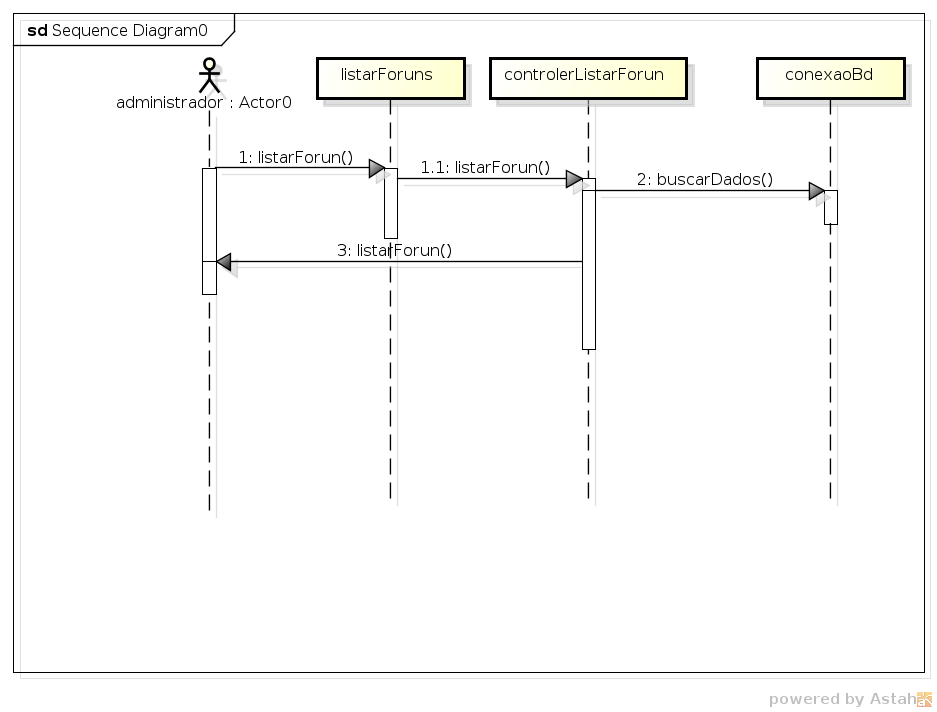 sd Sequence Diagram0
listarForuns
controlerListarForun
conexaoBd
administrador : Actor0
1: listarForun()
1.1: listarForun()
2: buscarDados()
3: listarForun()
powered by Astah